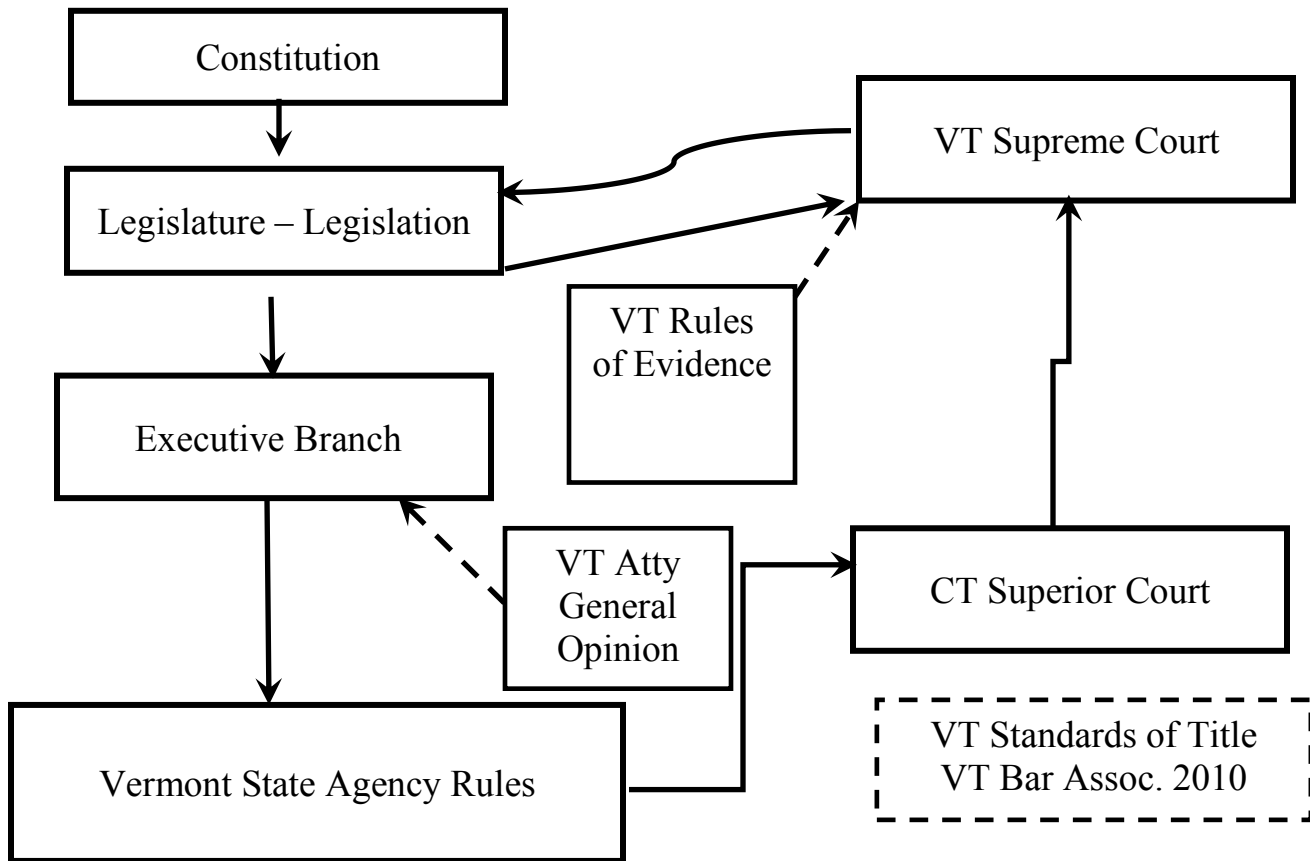 Constitution
VT Supreme Court
Legislature – Legislation
VT Rules
of Evidence
Executive Branch
VT Atty
General
Opinion
CT Superior Court
Vermont State Agency Rules
VT Standards of Title
VT Bar Assoc. 2010